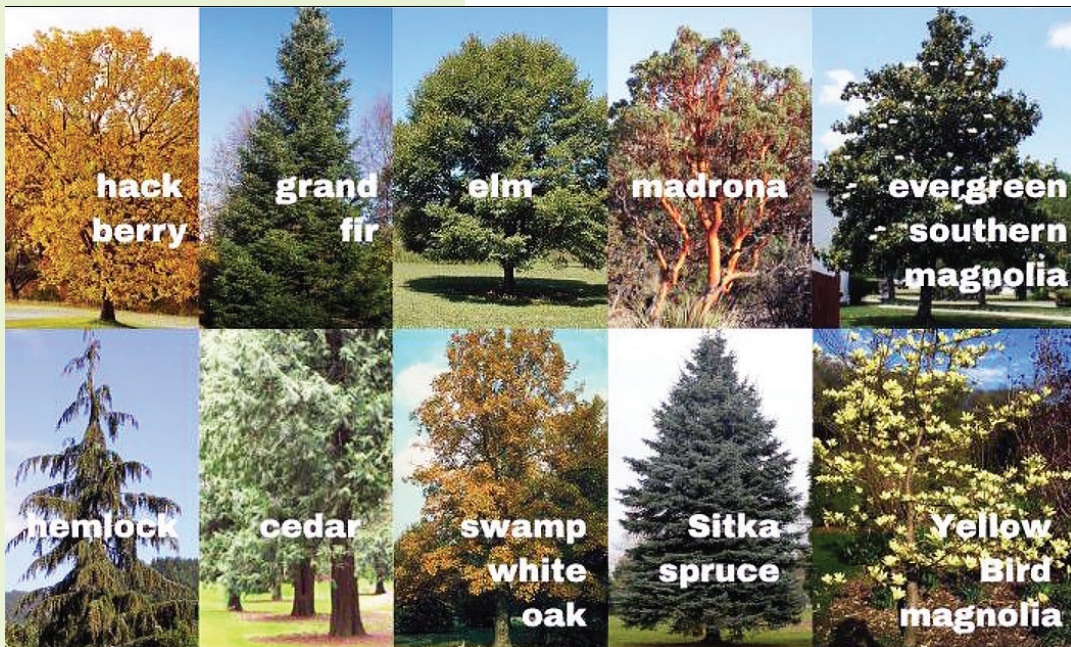 hack
berry
grand
fir
elm
madrona
evergreen
southern
magnolia
hemlock
cedar
swamp
white
oak
Sitka
spruce
Yellow
Bird
magnolia